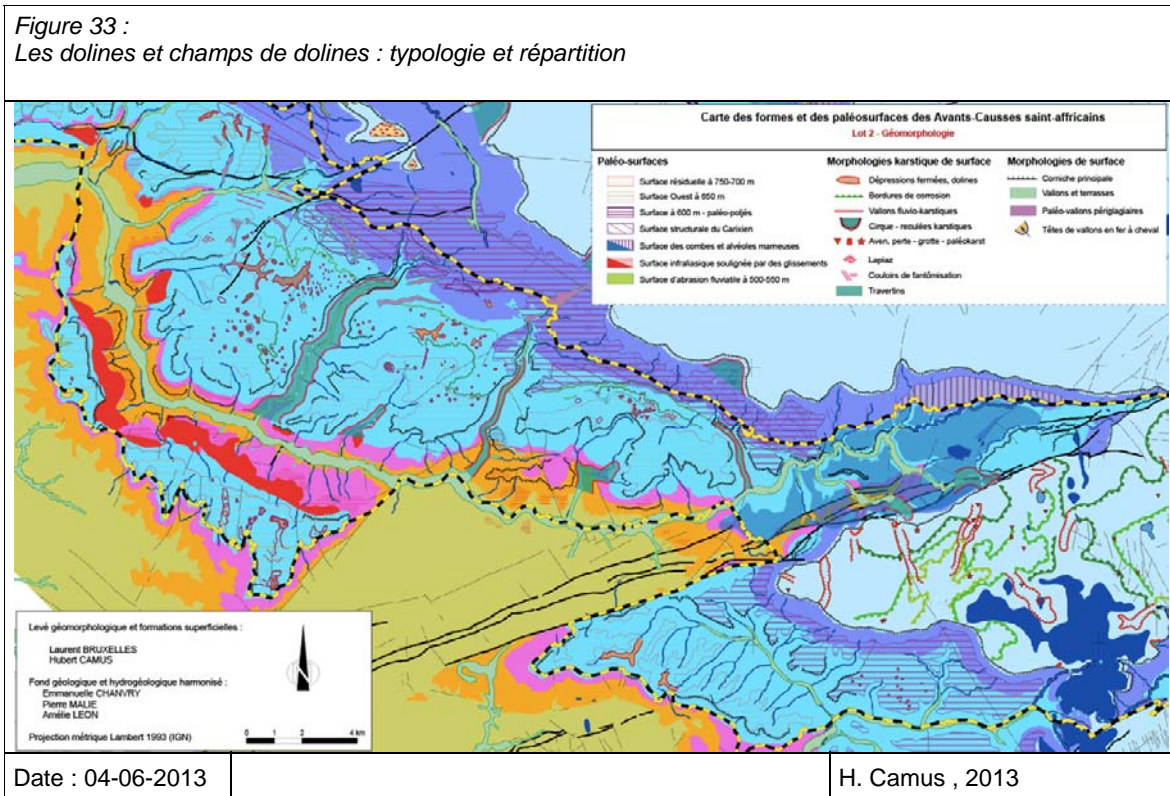 Figure 33 :
Les dolines et champs de dolines : typologie et répartition
Carte des formes et des paléosurfaces des Avants-Causses saint-affricains
Lot 2 - Géomorphologie
Paléo-surfaces
Surface résiduelle à 750-700 m
Surface Ouest à 650 m
Surface à 600 m - paléo-poljés
Surface structurale du Carixien
Surface des combes et alvéoles marneuses
Surface infraliasique soulignée par des glissements
Surface d'abrasion fluviatile à 500-550 m
Morphologies karstique de surface
Dépressions fermées, dolines
Bordures de corrosion
Vallons fluvio-karstiques
Cirque - reculées karstiques
Aven, perte - grotte - paléokarst
Lapiaz
Couloirs de fantômisation
Travertins
Morphologies de surface
Corniche principale
Vallons et terrasses
Paléo-vallons périglagiaires
Têtes de vallons en fer à cheval
Levé géomorphologique et formations superficielles :
Laurent BRUXELLES
Hubert CAMUS
Fond géologique et hydrogéologique harmonisé :
Emmanuelle CHANVRY
Pierre MALIE
Amélie LEON
Projection métrique Lambert 1993 (IGN)
N
0 1 2 4 km
Date : 04-06-2013
H. Camus , 2013